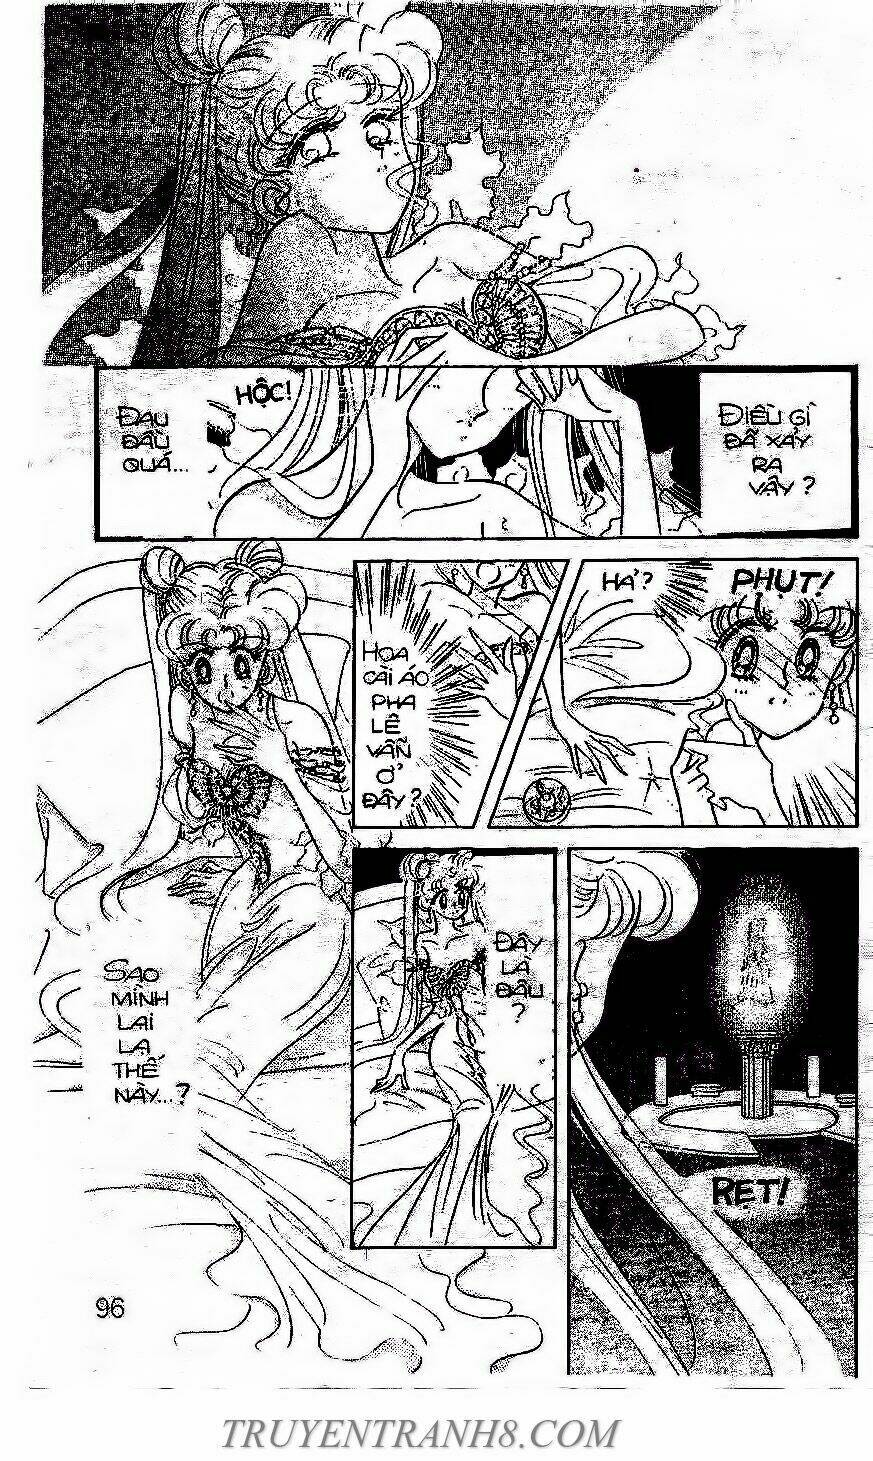 HỘC!
ĐAU
ĐẦU
QUÁ...
ĐIỀU GÌ
ĐÃ XẢY
RA
VẬY?
HOA
CÀI ÁO
PHA
LÊ
VẪN
Ở
ĐÂY?
HẢ?
PHỤT!
SAO
MÌNH
LẠI
LẠ
THẾ
NÀY...?
ĐÂY
LÀ
ĐÂU
?
RẸT!
96
TRUYENTRANH8.COM